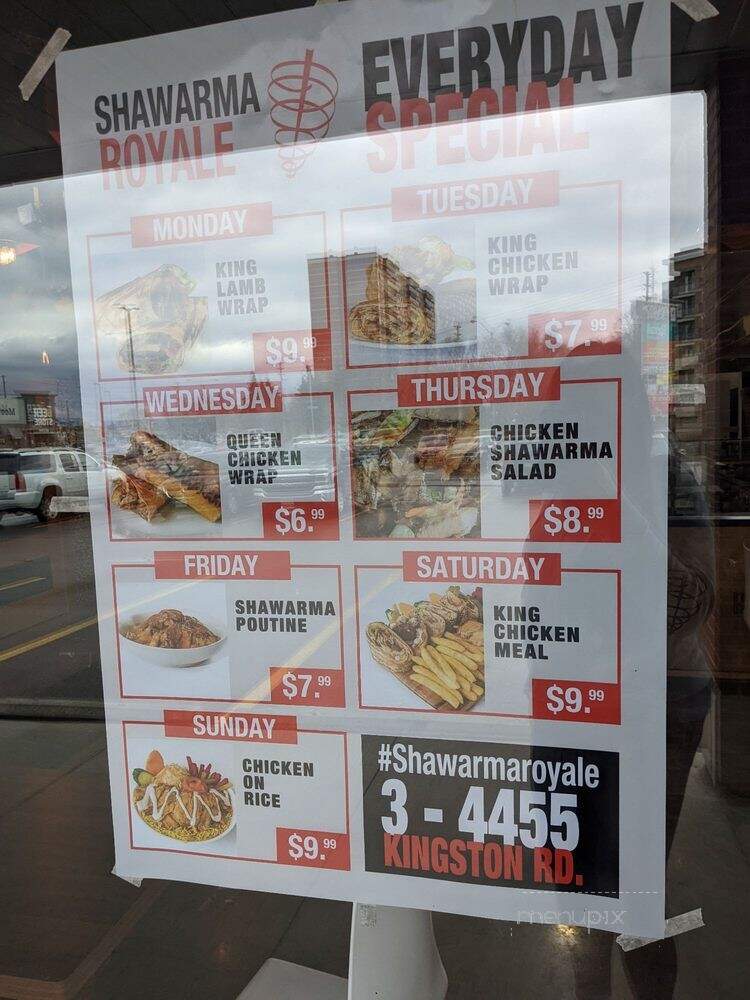 SHAWARMA
ROYALE
EVERYDAY
SPECIAL
MONDAY
KING
LAMB
WRAP
$9.99
TUESDAY
KING
CHICKEN
WRAP
$7.99
WEDNESDAY
QUEEN
CHICKEN
WRAP
$6.99
THURSDAY
CHICKEN
SHAWARMA
SALAD
$8.99
FRIDAY
SHAWARMA
POUTINE
$7.99
SATURDAY
KING
CHICKEN
MEAL
$9.99
SUNDAY
CHICKEN
ON
RICE
$9.99
#Shawarmaroyale
3 - 4455
KINGSTON RD.
menupix